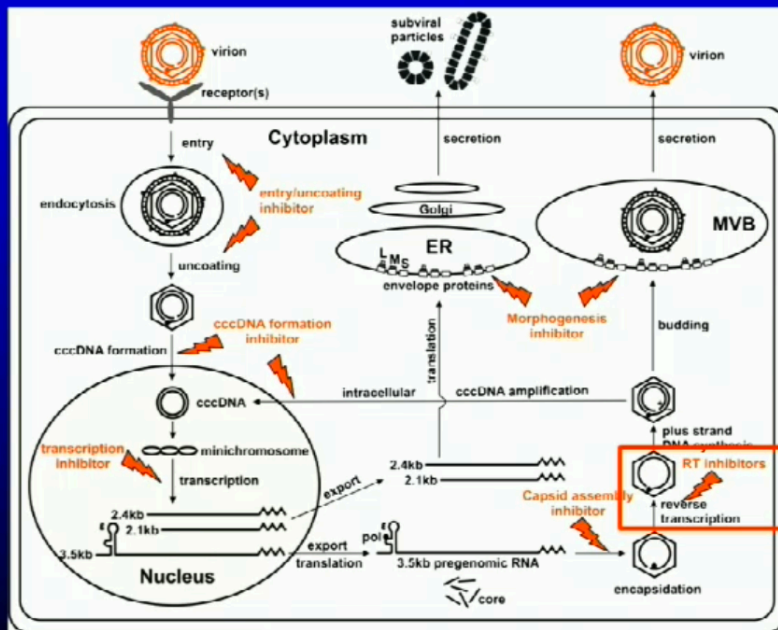 subviral
particles
virion
virion
receptor(s)
Cytoplasm
entry
secretion
secretion
entry/uncoating
inhibitor
endocytosis
Golgi
MVB
ER
L M S
uncoating
envelope proteins
Morphogenesis
inhibitor
budding
cccDNA formation
inhibitor
cccDNA formation
translation
cccDNA
intracellular
cccDNA amplification
plus strand
DNA synthesis
transcription
inhibitor
minichromosome
RT inhibitors
transcription
export
2.4kb
2.1kb
Capsid assembly
inhibitor
reverse
transcription
2.4kb
2.1kb
ε
3.5kb
export
translation
ε
pol
3.5kb pregenomic RNA
Nucleus
core
encapsidation